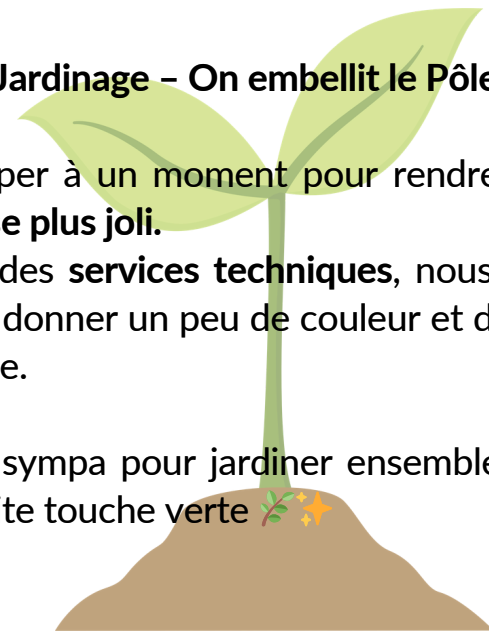 Jardinage – On embellit le Pôle
per à un moment pour rendre
e plus joli.
des services techniques, nous
donner un peu de couleur et d
e.
sympa pour jardiner ensemble
te touche verte 🌿✨